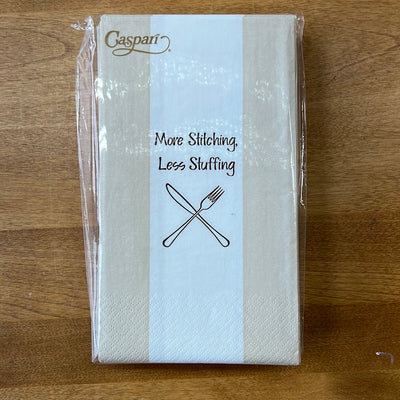 Caspari
More Stitching,
Less Stuffing